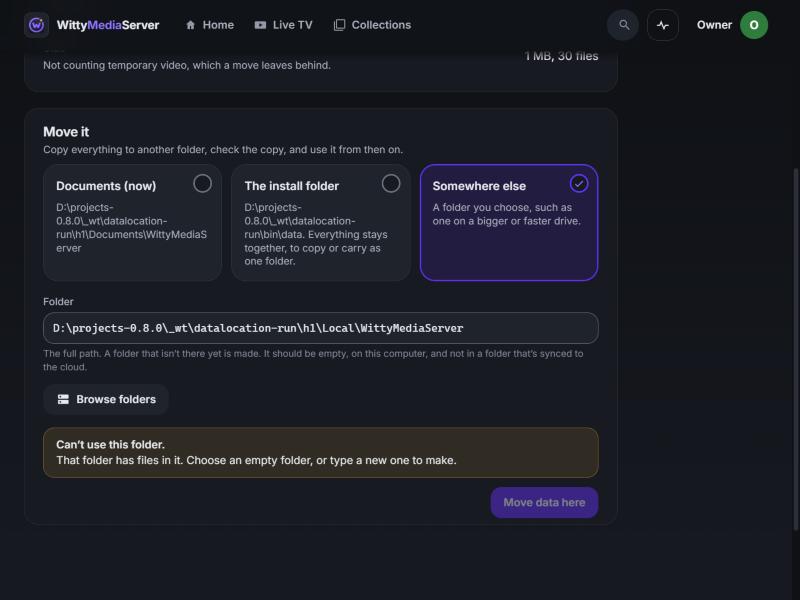 WittyMediaServer
Home
Live TV
Collections
Owner
O
Not counting temporary video, which a move leaves behind.
1 MB, 30 files
Move it
Copy everything to another folder, check the copy, and use it from then on.
Documents (now)
D:\projects-
0.8.0\_wt\datalocation-
run\h1\Documents\WittyMediaS
erver
The install folder
D:\projects-
0.8.0\_wt\datalocation-
run\bin\data. Everything stays
together, to copy or carry as
one folder.
Somewhere else
A folder you choose, such as
one on a bigger or faster drive.
Folder
D:\projects-0.8.0\_wt\datalocation-run\h1\Local\WittyMediaServer
The full path. A folder that isn't there yet is made. It should be empty, on this computer, and not in a folder that's synced to
the cloud.
Browse folders
Can't use this folder.
That folder has files in it. Choose an empty folder, or type a new one to make.
Move data here